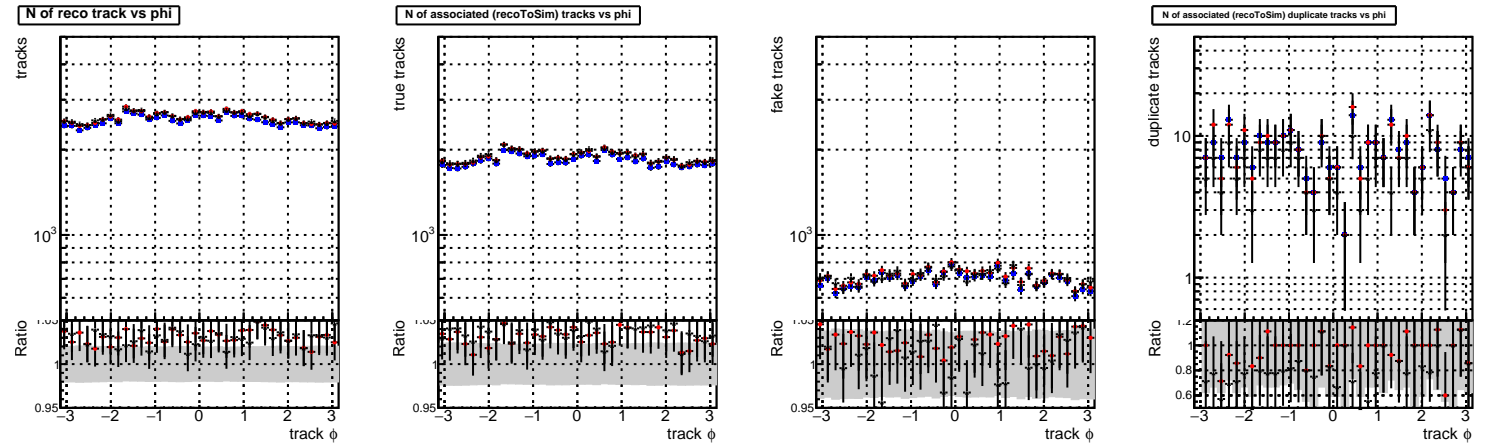 N of reco track vs phi
tracks
10³
Ratio
1
0.95
−3 −2 −1 0 1 2 3
track ϕ
N of associated (recoToSim) tracks vs phi
true tracks
10³
Ratio
1
0.95
−3 −2 −1 0 1 2 3
track ϕ
fake tracks
10³
Ratio
1
0.95
−3 −2 −1 0 1 2 3
track ϕ
N of associated (recoToSim) duplicate tracks vs phi
duplicate tracks
10
1
Ratio
1.2
1
0.8
0.6
−3 −2 −1 0 1 2 3
track ϕ